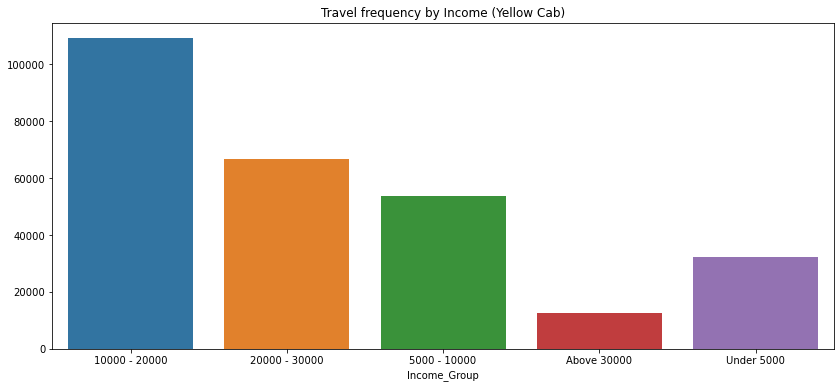 Travel frequency by Income (Yellow Cab)
100000
80000
60000
40000
20000
0
10000 - 20000 20000 - 30000 5000 - 10000 Above 30000 Under 5000
Income_Group